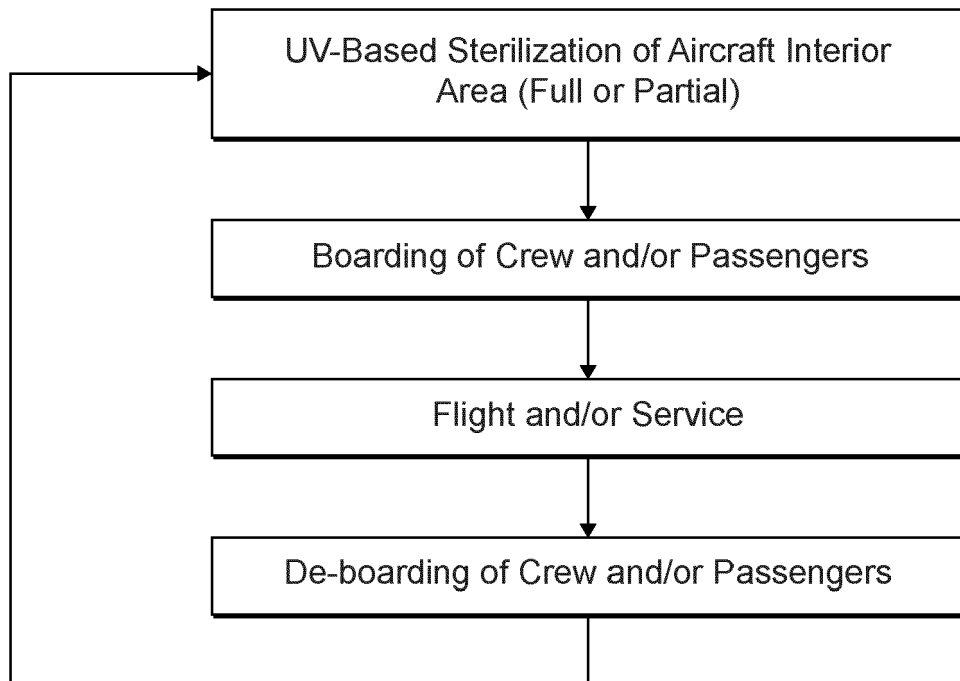 UV-Based Sterilization of Aircraft Interior
Area (Full or Partial)
Boarding of Crew and/or Passengers
Flight and/or Service
De-boarding of Crew and/or Passengers